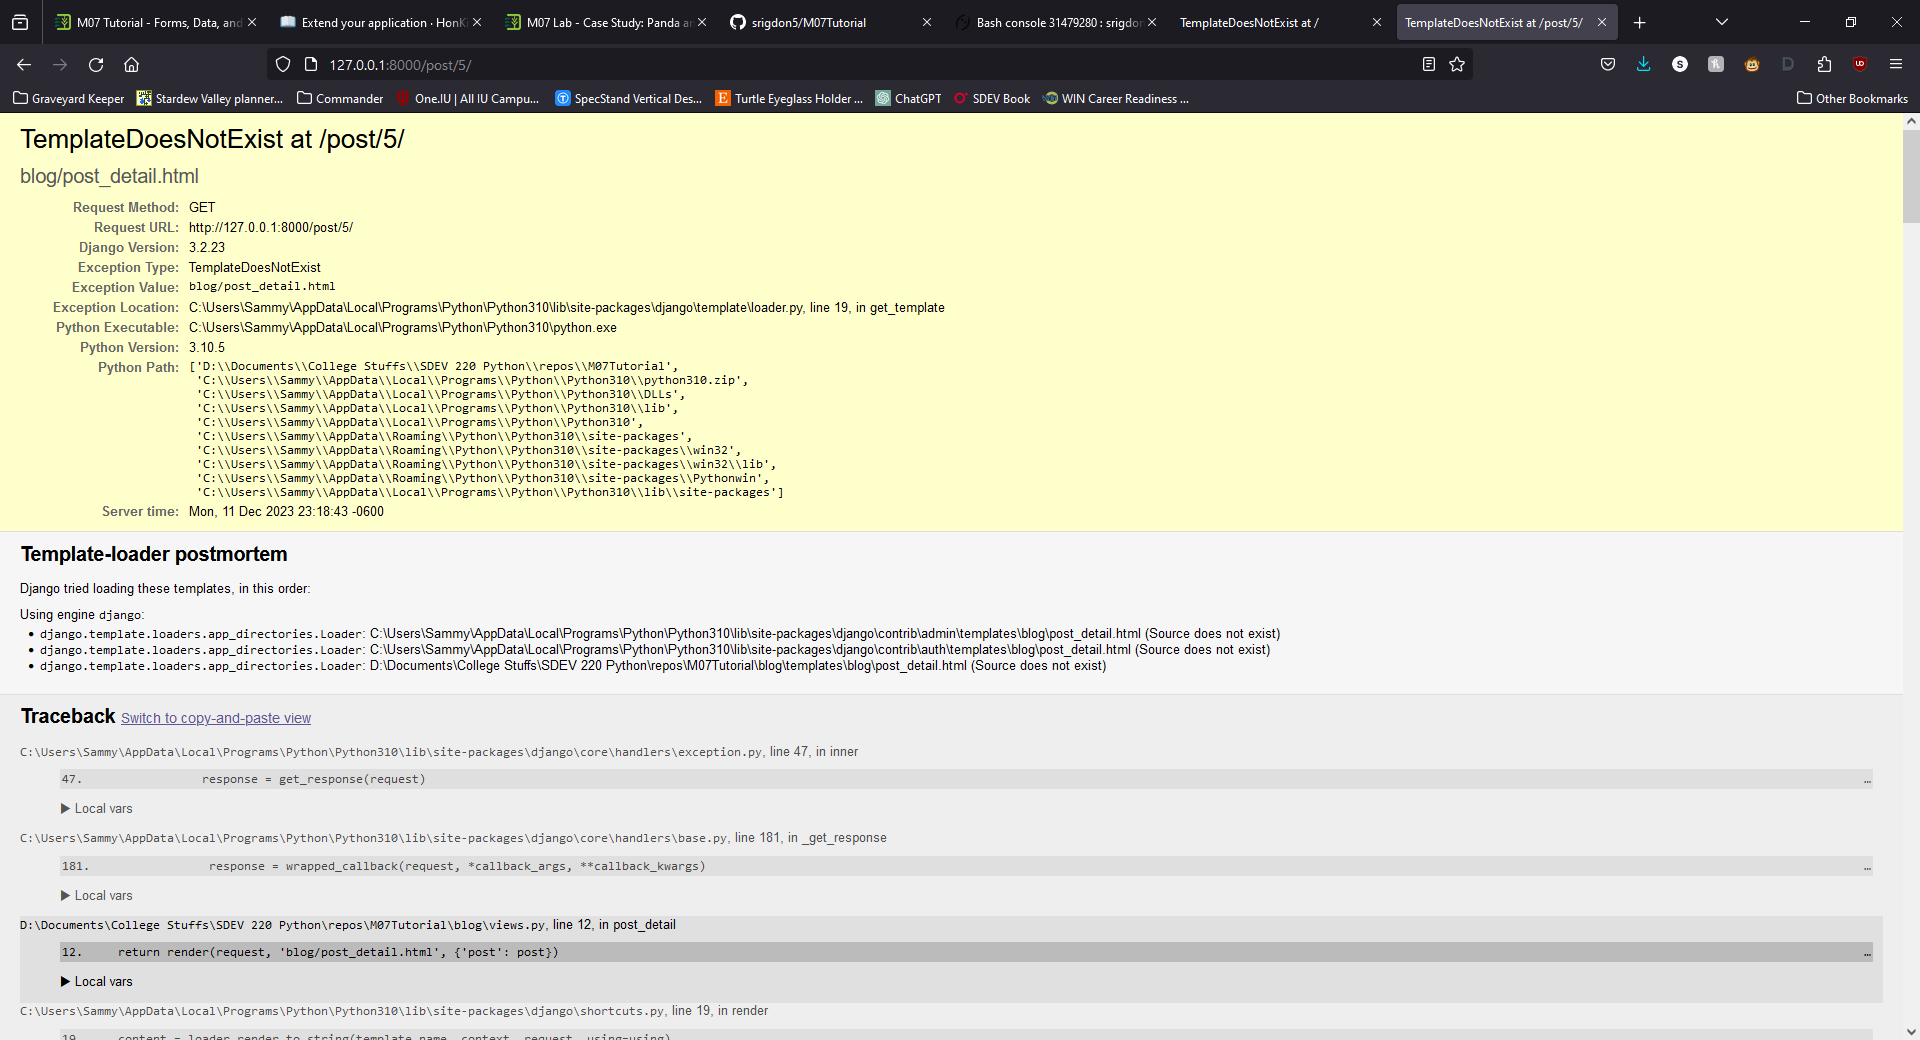 M07 Tutorial - Forms, Data, and
Extend your application · HonKi
M07 Lab - Case Study: Panda a
srigdon5/M07Tutorial
Bash console 31479280 : srigdo
TemplateDoesNotExist at /
TemplateDoesNotExist at /post/5/
127.0.0.1:8000/post/5/
Graveyard Keeper
Stardew Valley planner...
Commander
One.IU | All IU Campu...
SpecStand Vertical Des...
Turtle Eyeglass Holder ...
ChatGPT
SDEV Book
WIN Career Readiness ...
Other Bookmarks
TemplateDoesNotExist at /post/5/
blog/post_detail.html
Request Method: GET
Request URL: http://127.0.0.1:8000/post/5/
Django Version: 3.2.23
Exception Type: TemplateDoesNotExist
Exception Value: blog/post_detail.html
Exception Location: C:\Users\Sammy\AppData\Local\Programs\Python\Python310\lib\site-packages\django\template\loader.py, line 19, in get_template
Python Executable: C:\Users\Sammy\AppData\Local\Programs\Python\Python310\python.exe
Python Version: 3.10.5
Python Path: ['D:\\Documents\\College Stuffs\\SDEV 220 Python\\repos\\M07Tutorial',
'C:\\Users\\Sammy\\AppData\\Local\\Programs\\Python\\Python310\\python310.zip',
'C:\\Users\\Sammy\\AppData\\Local\\Programs\\Python\\Python310\\DLLs',
'C:\\Users\\Sammy\\AppData\\Local\\Programs\\Python\\Python310\\lib',
'C:\\Users\\Sammy\\AppData\\Local\\Programs\\Python\\Python310',
'C:\\Users\\Sammy\\AppData\\Roaming\\Python\\Python310\\site-packages',
'C:\\Users\\Sammy\\AppData\\Roaming\\Python\\Python310\\site-packages\\win32',
'C:\\Users\\Sammy\\AppData\\Roaming\\Python\\Python310\\site-packages\\win32\\lib',
'C:\\Users\\Sammy\\AppData\\Roaming\\Python\\Python310\\site-packages\\Pythonwin',
'C:\\Users\\Sammy\\AppData\\Local\\Programs\\Python\\Python310\\lib\\site-packages']
Server time: Mon, 11 Dec 2023 23:18:43 -0600
Template-loader postmortem
Django tried loading these templates, in this order:
Using engine django:
• django.template.loaders.app_directories.Loader: C:\Users\Sammy\AppData\Local\Programs\Python\Python310\lib\site-packages\django\contrib\admin\templates\blog\post_detail.html (Source does not exist)
• django.template.loaders.app_directories.Loader: C:\Users\Sammy\AppData\Local\Programs\Python\Python310\lib\site-packages\django\contrib\auth\templates\blog\post_detail.html (Source does not exist)
• django.template.loaders.app_directories.Loader: D:\Documents\College Stuffs\SDEV 220 Python\repos\M07Tutorial\blog\templates\blog\post_detail.html (Source does not exist)
Traceback Switch to copy-and-paste view
C:\Users\Sammy\AppData\Local\Programs\Python\Python310\lib\site-packages\django\core\handlers\exception.py, line 47, in inner
47. response = get_response(request) …
▶ Local vars
C:\Users\Sammy\AppData\Local\Programs\Python\Python310\lib\site-packages\django\core\handlers\base.py, line 181, in _get_response
181. response = wrapped_callback(request, *callback_args, **callback_kwargs) …
▶ Local vars
D:\Documents\College Stuffs\SDEV 220 Python\repos\M07Tutorial\blog\views.py, line 12, in post_detail
12. return render(request, 'blog/post_detail.html', {'post': post}) …
▶ Local vars
C:\Users\Sammy\AppData\Local\Programs\Python\Python310\lib\site-packages\django\shortcuts.py, line 19, in render
19. content = loader.render_to_string(template_name, context, request, using=using)